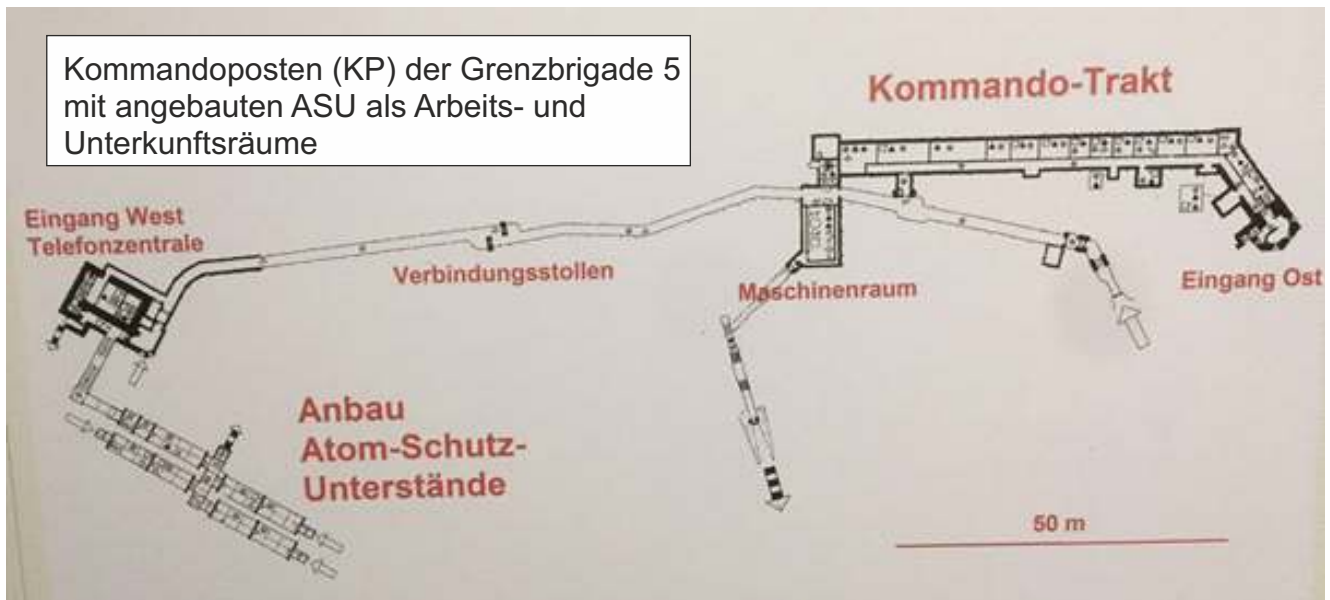 Kommandoposten (KP) der Grenzbrigade 5
mit angebauten ASU als Arbeits- und
Unterkunftsräume
Kommando-Trakt
Eingang West
Telefonzentrale
Verbindungsstollen
Maschinenraum
Eingang Ost
Anbau
Atom-Schutz-
Unterstände
50 m